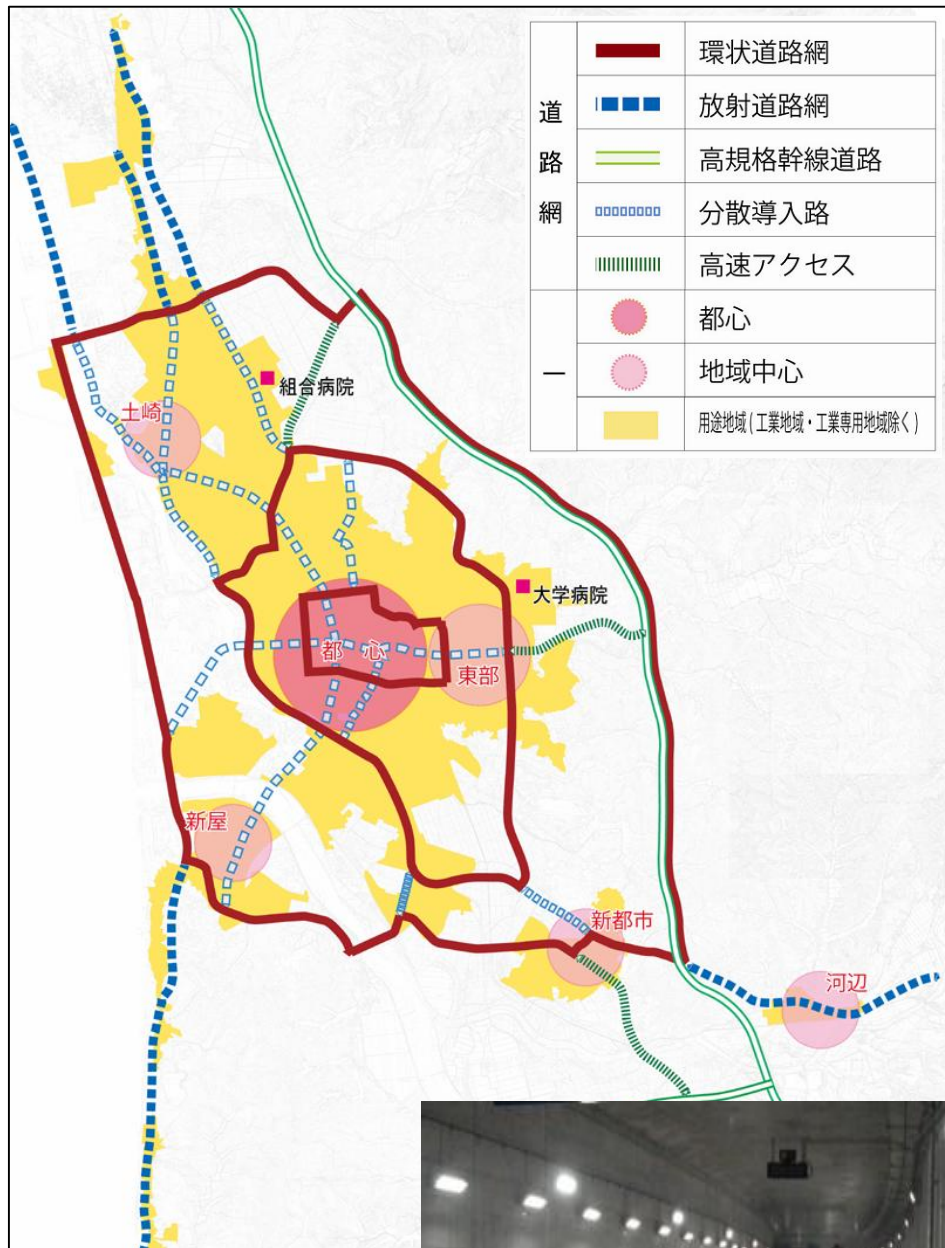 道路網
環状道路網
放射道路網
高規格幹線道路
分散導入路
高速アクセス
一
都心
地域中心
用途地域(工業地域・工業専用地域除く)
組合病院
土崎
大学病院
都 心
東部
新屋
新都市
河辺